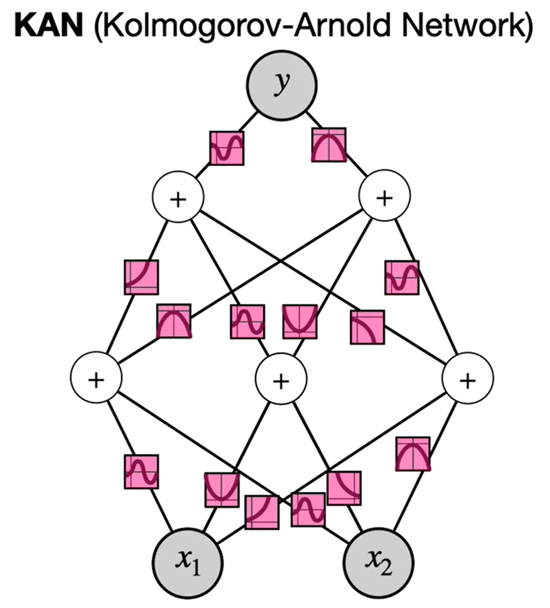 KAN (Kolmogorov-Arnold Network)
y
+ +
+ + +
x₁ x₂